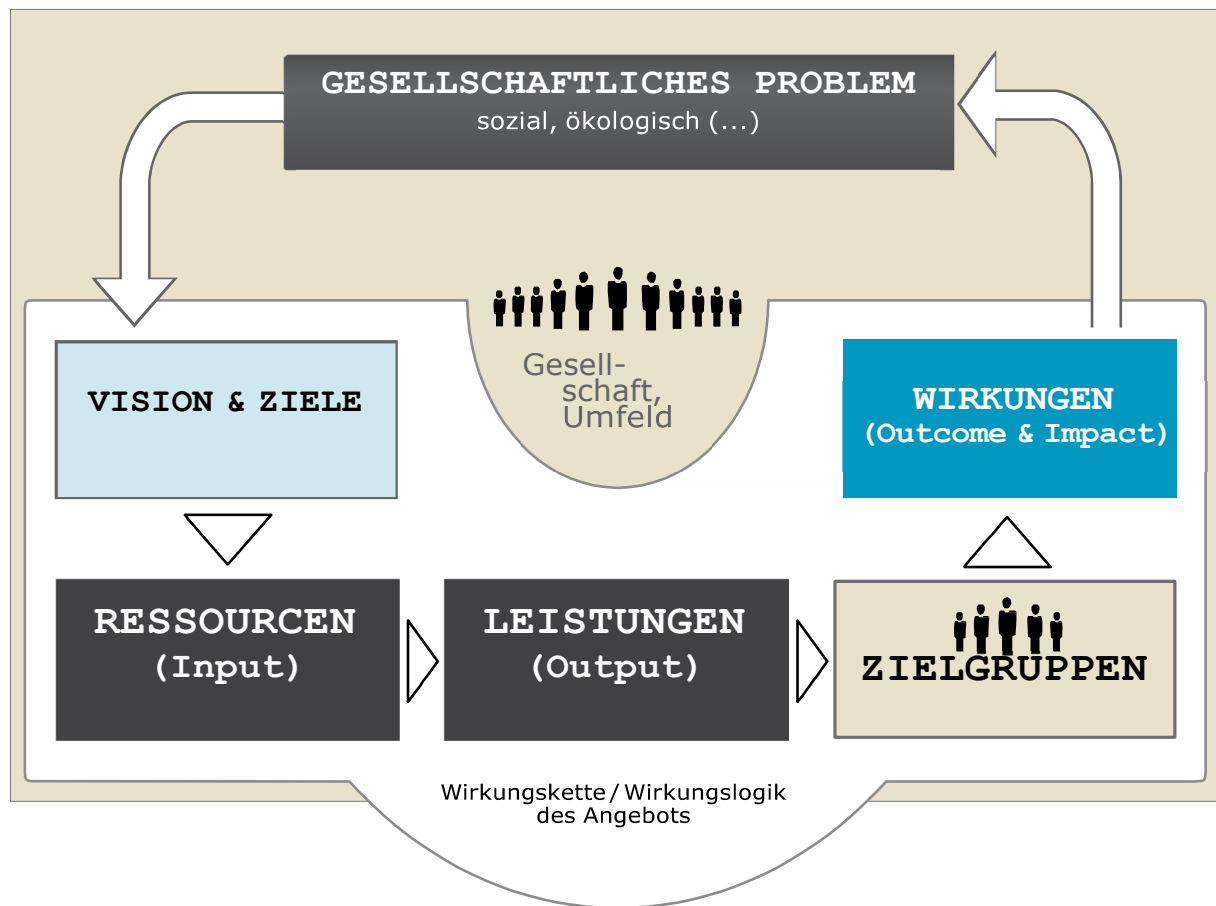 GESELLSCHAFTLICHES PROBLEM
sozial, ökologisch (...)
Gesell-
schaft,
Umfeld
VISION & ZIELE
WIRKUNGEN
(Outcome & Impact)
RESSOURCEN
(Input)
LEISTUNGEN
(Output)
ZIELGRUPPEN
Wirkungskette / Wirkungslogik
des Angebots